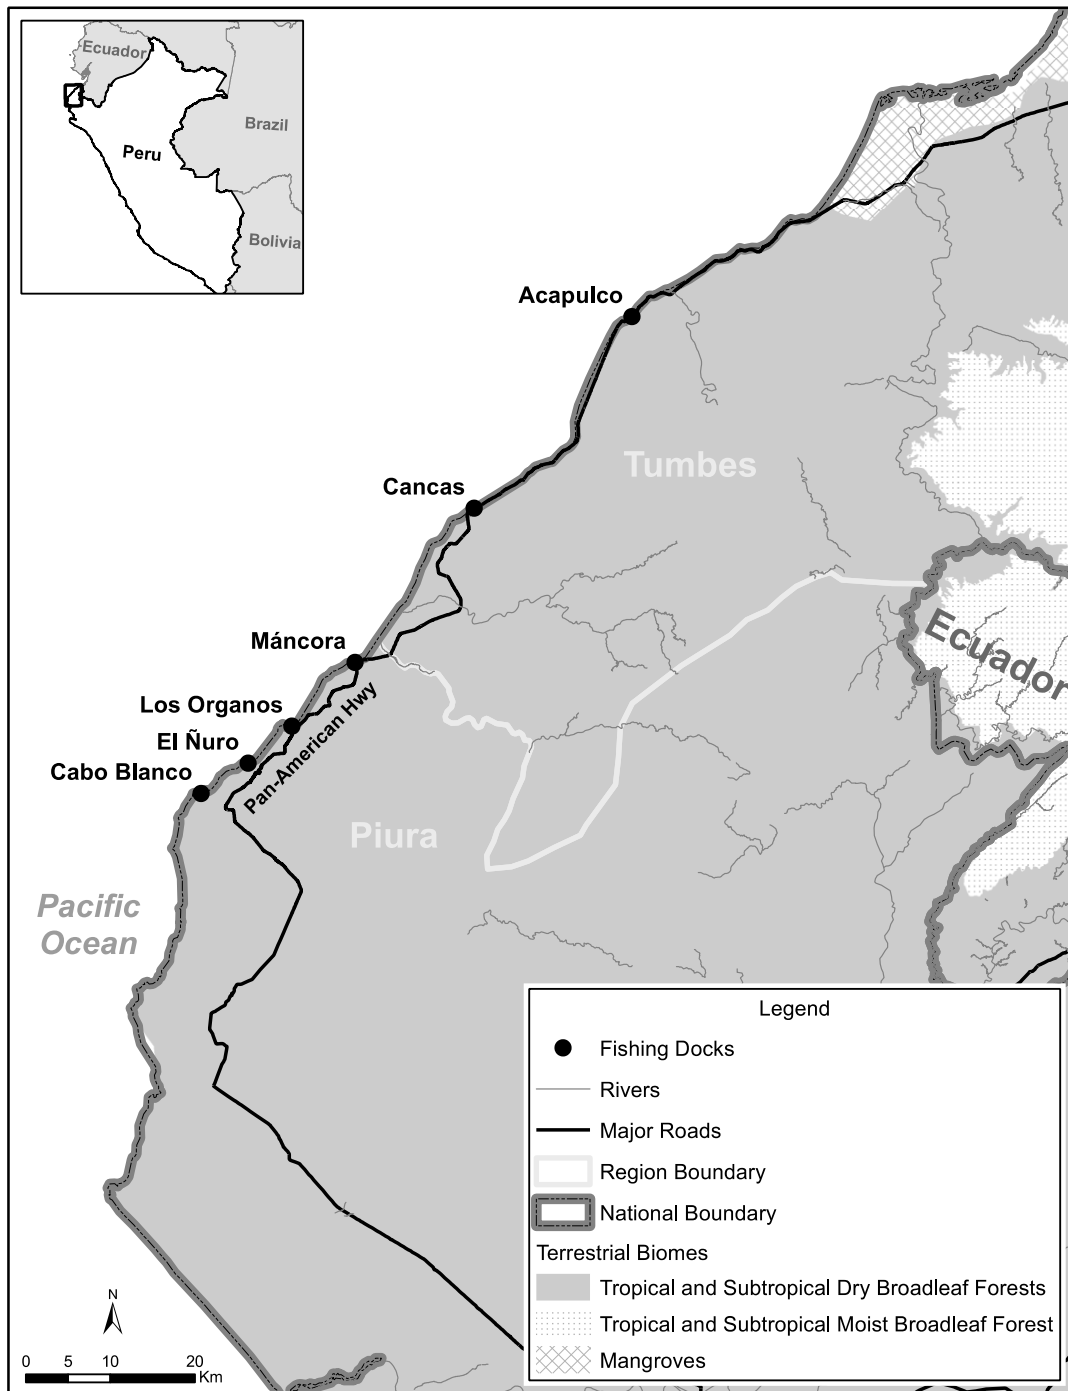 Ecuador
Brazil
Peru
Bolivia
Acapulco
Tumbes
Cancas
Ecuador
Máncora
Los Organos
El Ñuro
Cabo Blanco
Pan-American Hwy
Piura
Pacific
Ocean
Legend
Fishing Docks
Rivers
Major Roads
Region Boundary
National Boundary
Terrestrial Biomes
Tropical and Subtropical Dry Broadleaf Forests
Tropical and Subtropical Moist Broadleaf Forest
Mangroves
N
0 5 10 20
Km